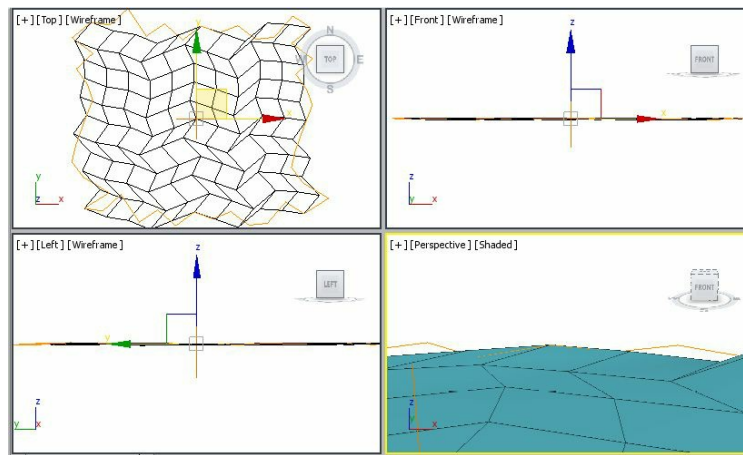 [+] [Top] [Wireframe]
y
N
W TOP E
S
x
y
z x
[+] [Front] [Wireframe]
z
FRONT
x
z
y x
[+] [Left] [Wireframe]
z
LEFT
y
z
y x
[+] [Perspective] [Shaded]
FRONT
z
y x